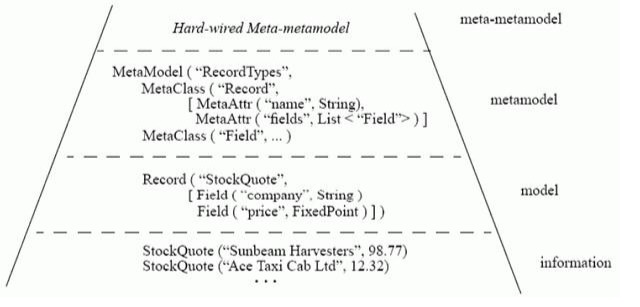 Hard-wired Meta-metamodel
meta-metamodel
MetaModel ( “RecordTypes”,
MetaClass ( “Record”,
[ MetaAttr ( “name”, String),
MetaAttr ( “fields”, List < “Field”> ) ]
MetaClass ( “Field”, ... )
metamodel
Record ( “StockQuote”,
[ Field ( “company”, String )
Field ( “price”, FixedPoint ) ] )
model
StockQuote (“Sunbeam Harvesters”, 98.77)
StockQuote (“Ace Taxi Cab Ltd”, 12.32)
• • •
information